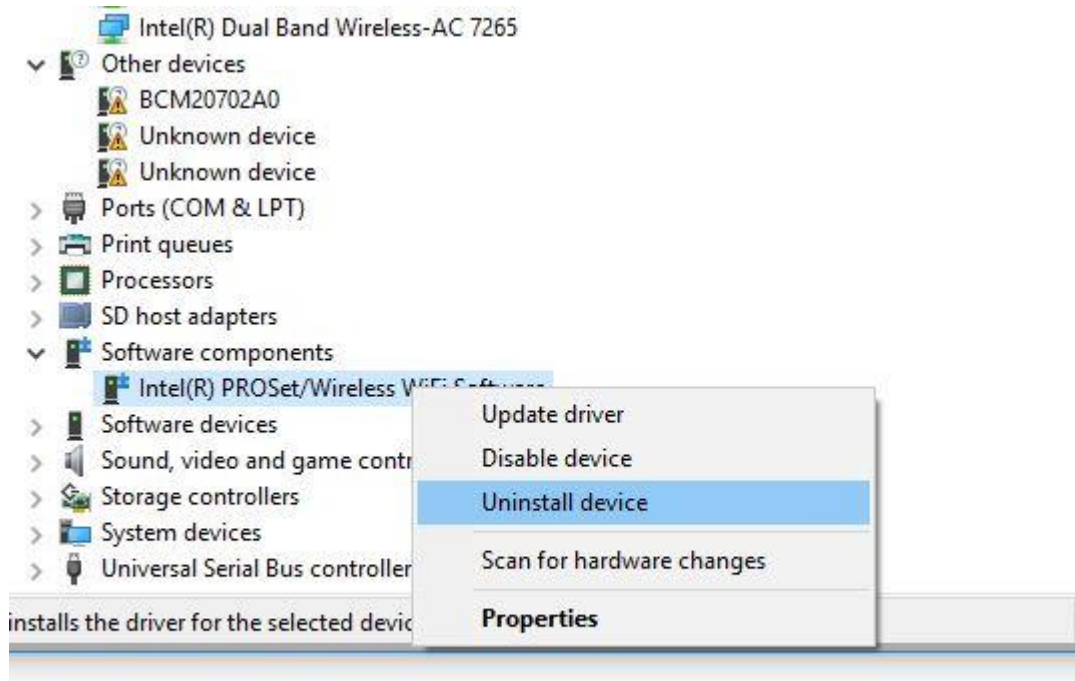 Intel(R) Dual Band Wireless-AC 7265
Other devices
BCM20702A0
Unknown device
Unknown device
Ports (COM & LPT)
Print queues
Processors
SD host adapters
Software components
Intel(R) PROSet/Wireless WiFi Software
Software devices
Sound, video and game contr
Storage controllers
System devices
Universal Serial Bus controller
Update driver
Disable device
Uninstall device
Scan for hardware changes
Properties
installs the driver for the selected devic